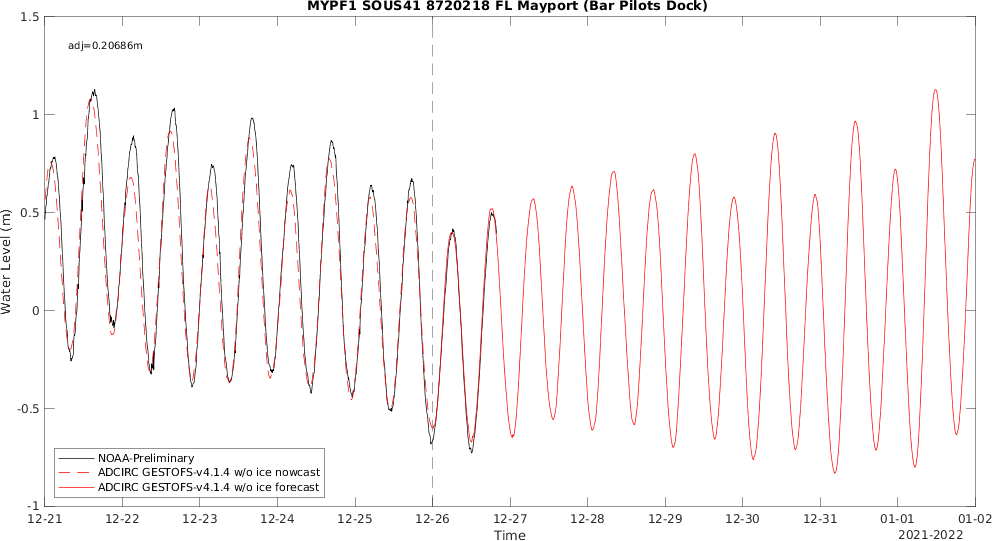 MYPF1 SOUS41 8720218 FL Mayport (Bar Pilots Dock)
adj=0.20686m
Water Level (m)
1.5
1
0.5
0
-0.5
-1
NOAA-Preliminary
ADCIRC GESTOFS-v4.1.4 w/o ice nowcast
ADCIRC GESTOFS-v4.1.4 w/o ice forecast
12-21 12-22 12-23 12-24 12-25 12-26 12-27 12-28 12-29 12-30 12-31 01-01 01-02
Time
2021-2022